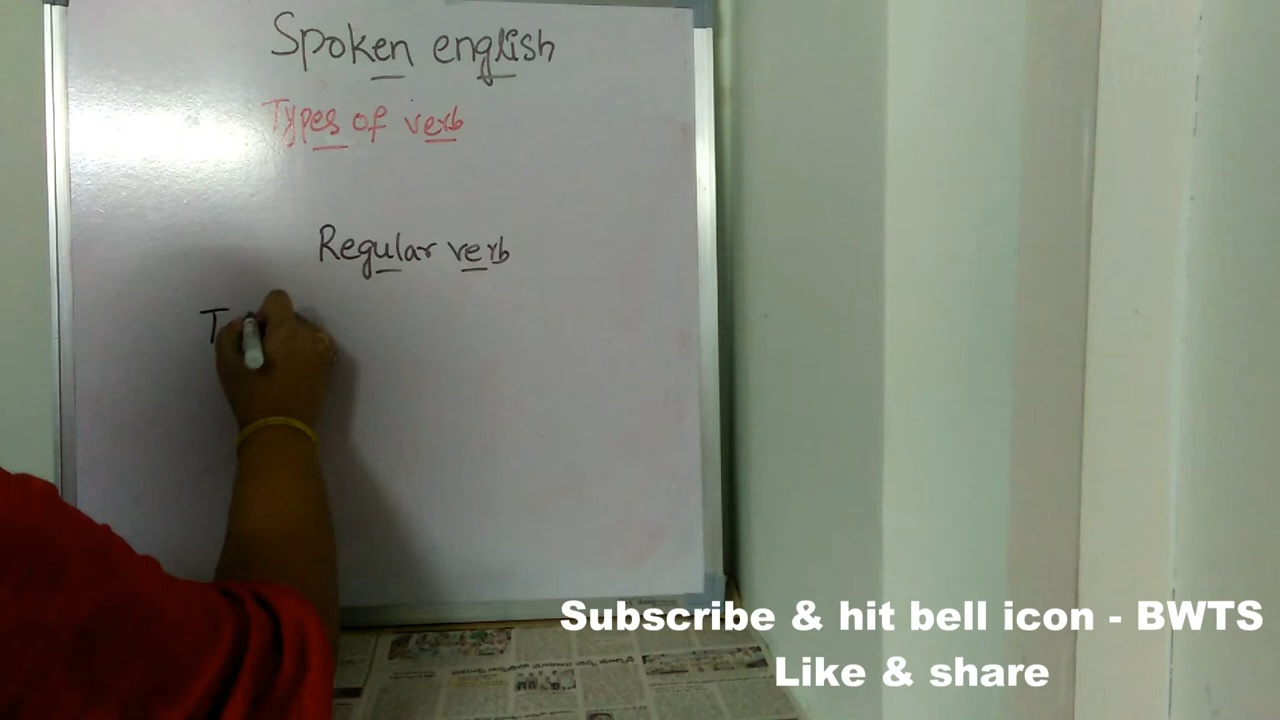 Spoken english
Types of verb
Regular verb
T
Subscribe & hit bell icon - BWTS
Like & share